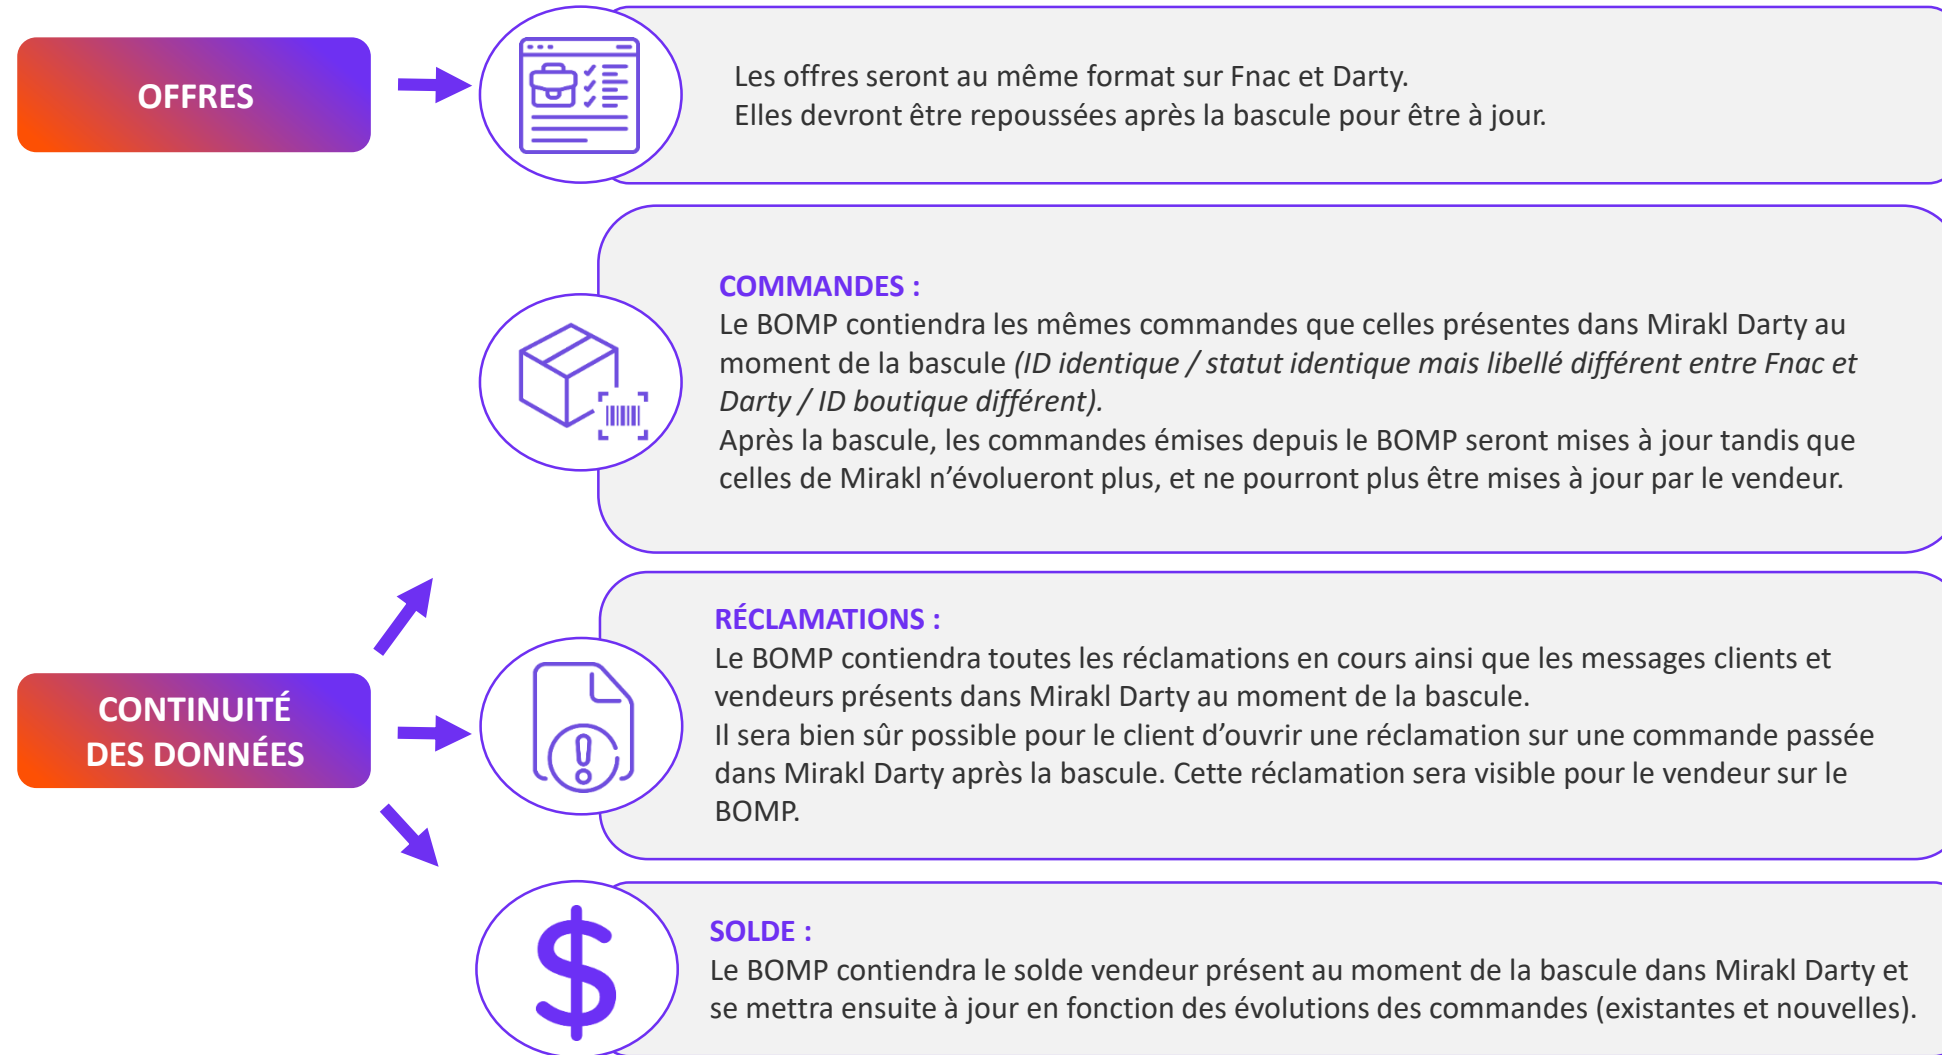 OFFRES
Les offres seront au même format sur Fnac et Darty.
Elles devront être repoussées après la bascule pour être à jour.
COMMANDES :
Le BOMP contiendra les mêmes commandes que celles présentes dans Mirakl Darty au
moment de la bascule (ID identique / statut identique mais libellé différent entre Fnac et
Darty / ID boutique différent).
Après la bascule, les commandes émises depuis le BOMP seront mises à jour tandis que
celles de Mirakl n’évolueront plus, et ne pourront plus être mises à jour par le vendeur.
CONTINUITÉ
DES DONNÉES
RÉCLAMATIONS :
Le BOMP contiendra toutes les réclamations en cours ainsi que les messages clients et
vendeurs présents dans Mirakl Darty au moment de la bascule.
Il sera bien sûr possible pour le client d’ouvrir une réclamation sur une commande passée
dans Mirakl Darty après la bascule. Cette réclamation sera visible pour le vendeur sur le
BOMP.
SOLDE :
Le BOMP contiendra le solde vendeur présent au moment de la bascule dans Mirakl Darty et
se mettra ensuite à jour en fonction des évolutions des commandes (existantes et nouvelles).